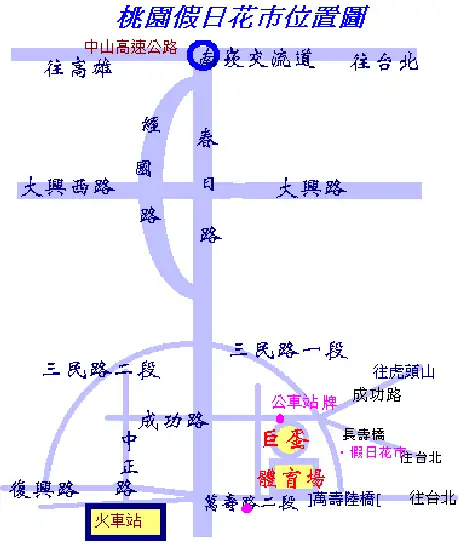 桃園假日花市位置圖
中山高速公路
往高雄
南崁交流道
往台北
經國路
春日路
大興西路
大興路
三民路一段
三民路二段
往虎頭山
成功路
公車站牌
成功路
長壽橋
巨蛋
假日花市
往台北
中正路
體育場
復興路
萬壽路二段
]萬壽陸橋[
往台北
火車站